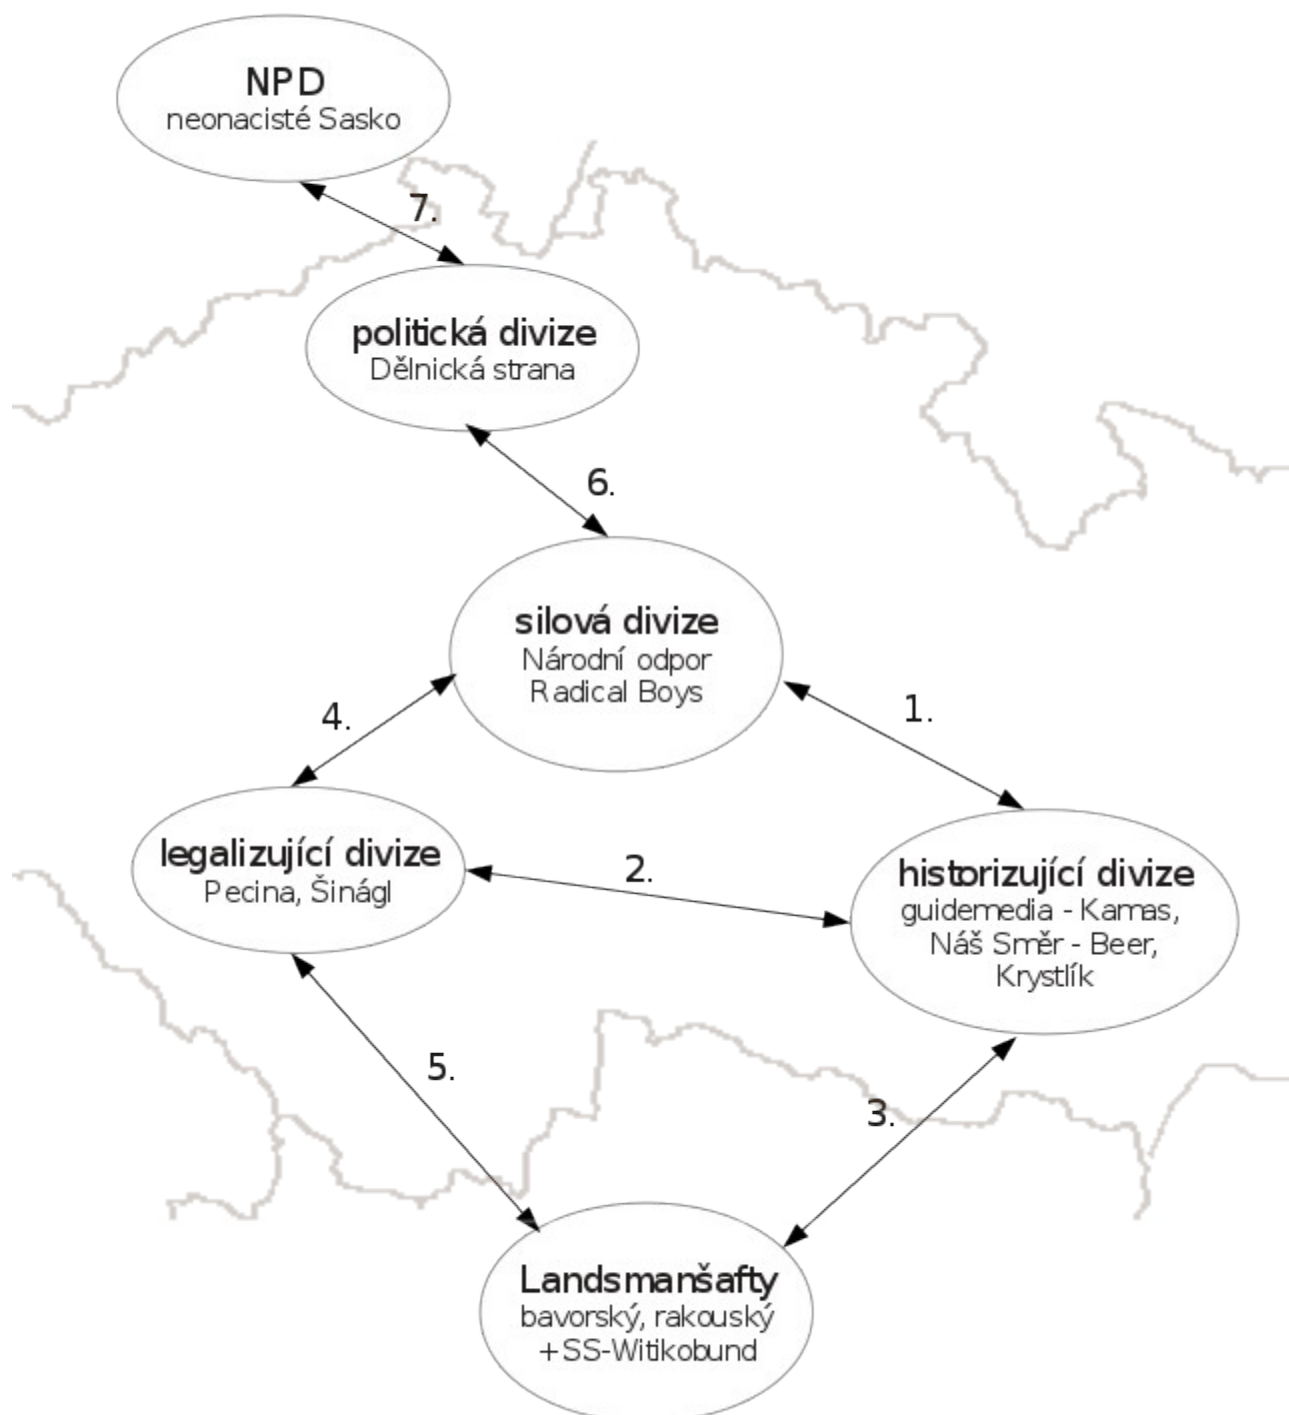 NPD
neonacisté Sasko
7.
politická divize
Dělnická strana
6.
silová divize
Národní odpor
Radical Boys
4.
1.
legalizující divize
Pecina, Šinágl
2.
historizující divize
guidemedia - Kamas,
Náš Směr - Beer,
Krystlík
5.
3.
Landsmanšafty
bavorský, rakouský
+SS-Witikobund